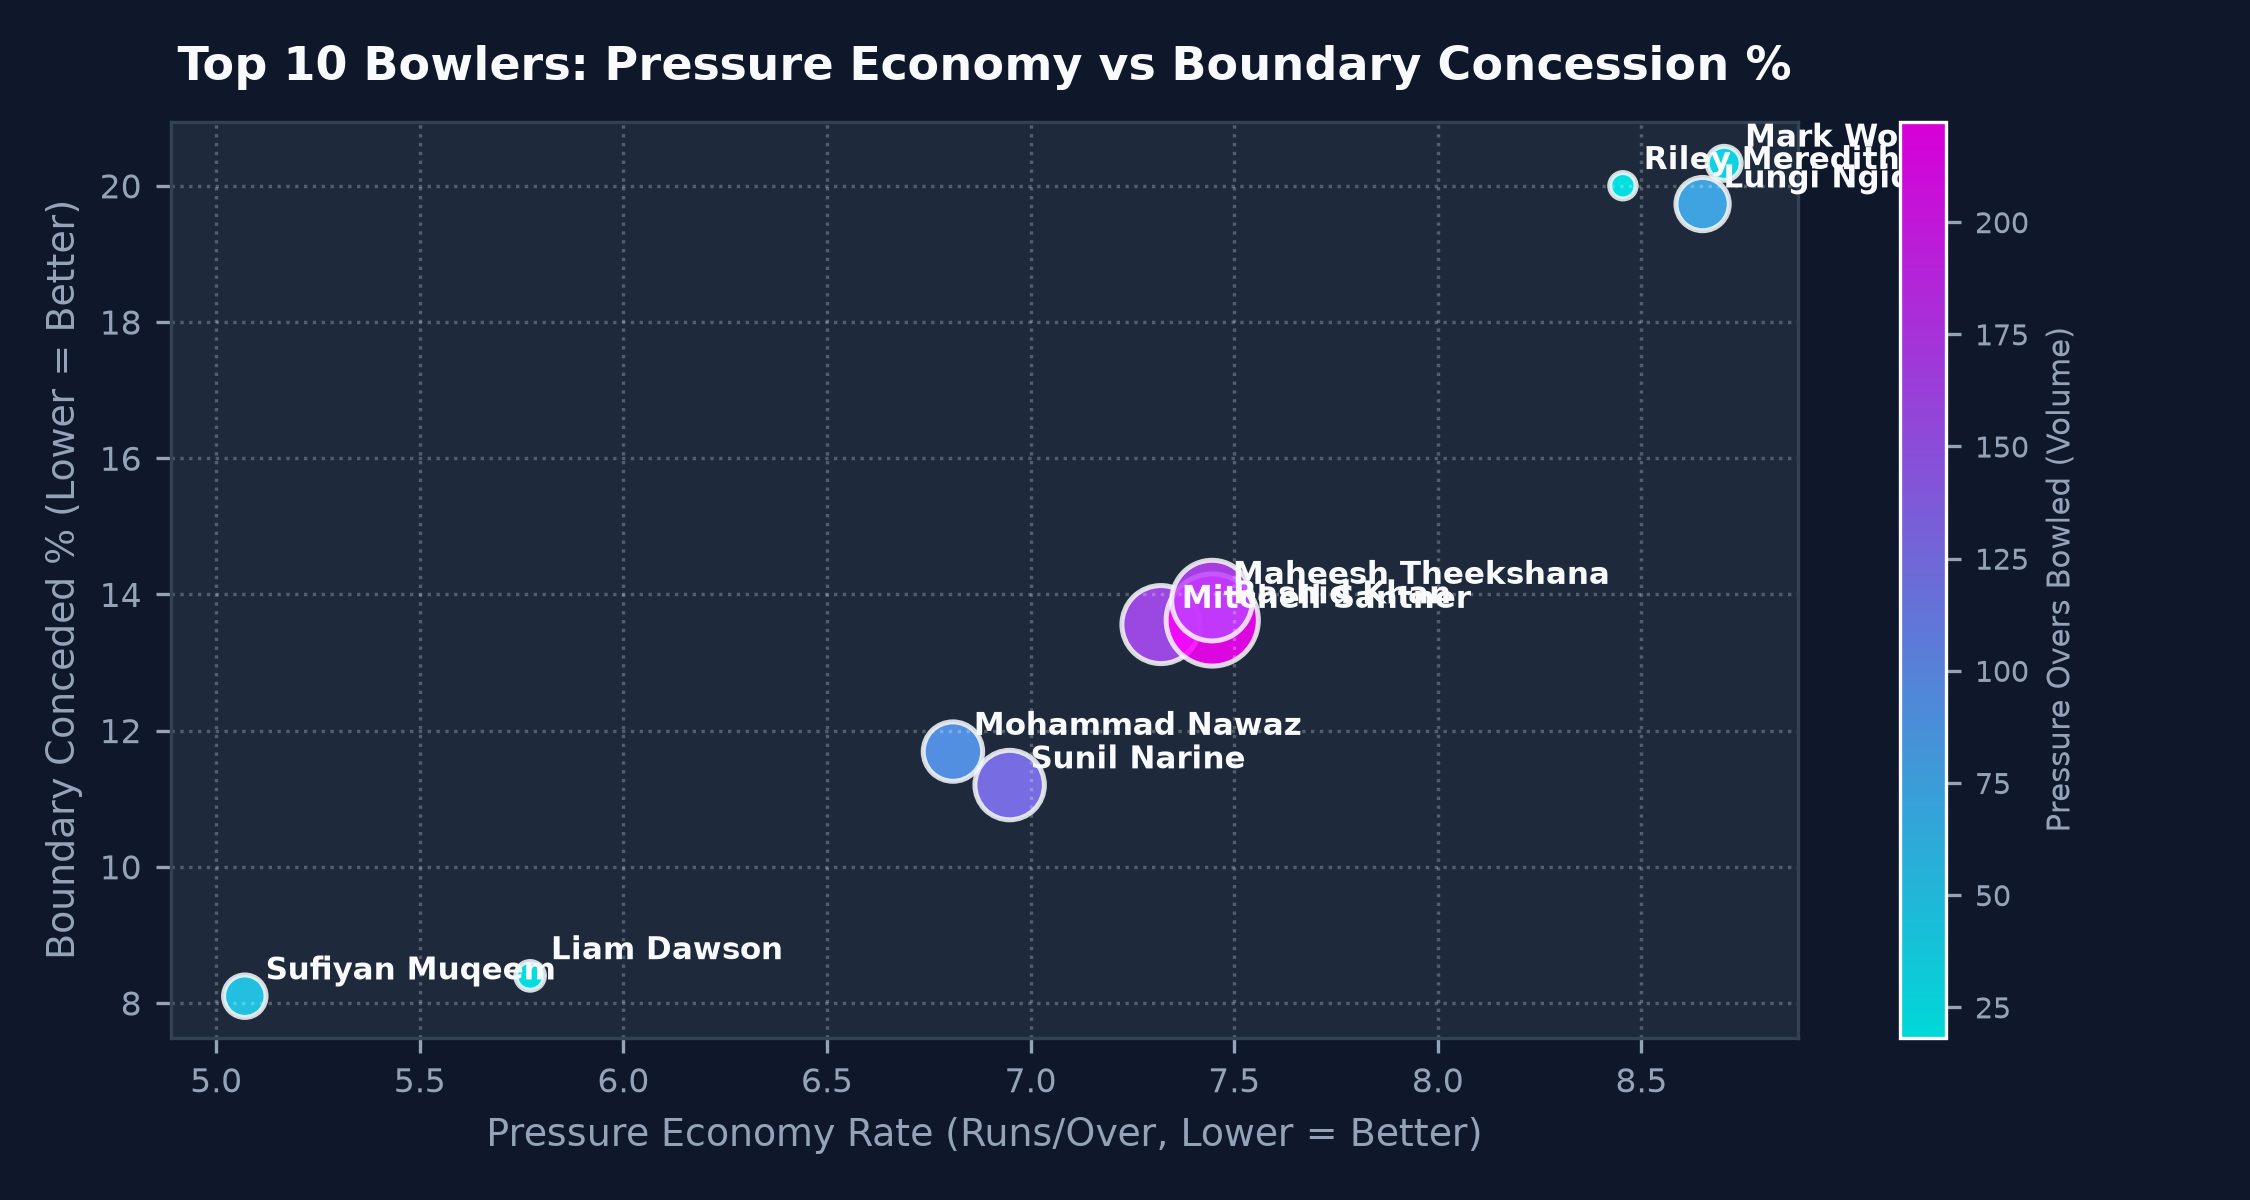 Top 10 Bowlers: Pressure Economy vs Boundary Concession %
Boundary Conceded % (Lower = Better)
20
18
16
14
12
10
8
Mark Wo
Riley Meredith
Lungi Ngid
Maheesh Theekshana
Rashid Khan
Mitchell Santner
Mohammad Nawaz
Sunil Narine
Liam Dawson
Sufiyan Muqeem
5.0 5.5 6.0 6.5 7.0 7.5 8.0 8.5
Pressure Economy Rate (Runs/Over, Lower = Better)
200
175
150
125
100
75
50
25
Pressure Overs Bowled (Volume)